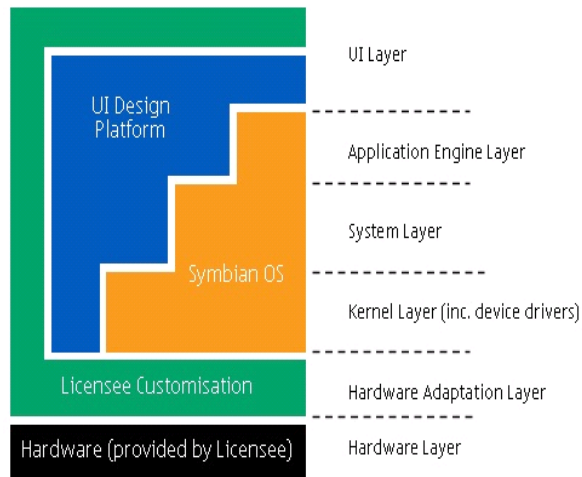 UI Layer
UI Design
Platform
Application Engine Layer
System Layer
Symbian OS
Kernel Layer (inc. device drivers)
Licensee Customisation
Hardware Adaptation Layer
Hardware (provided by Licensee)
Hardware Layer